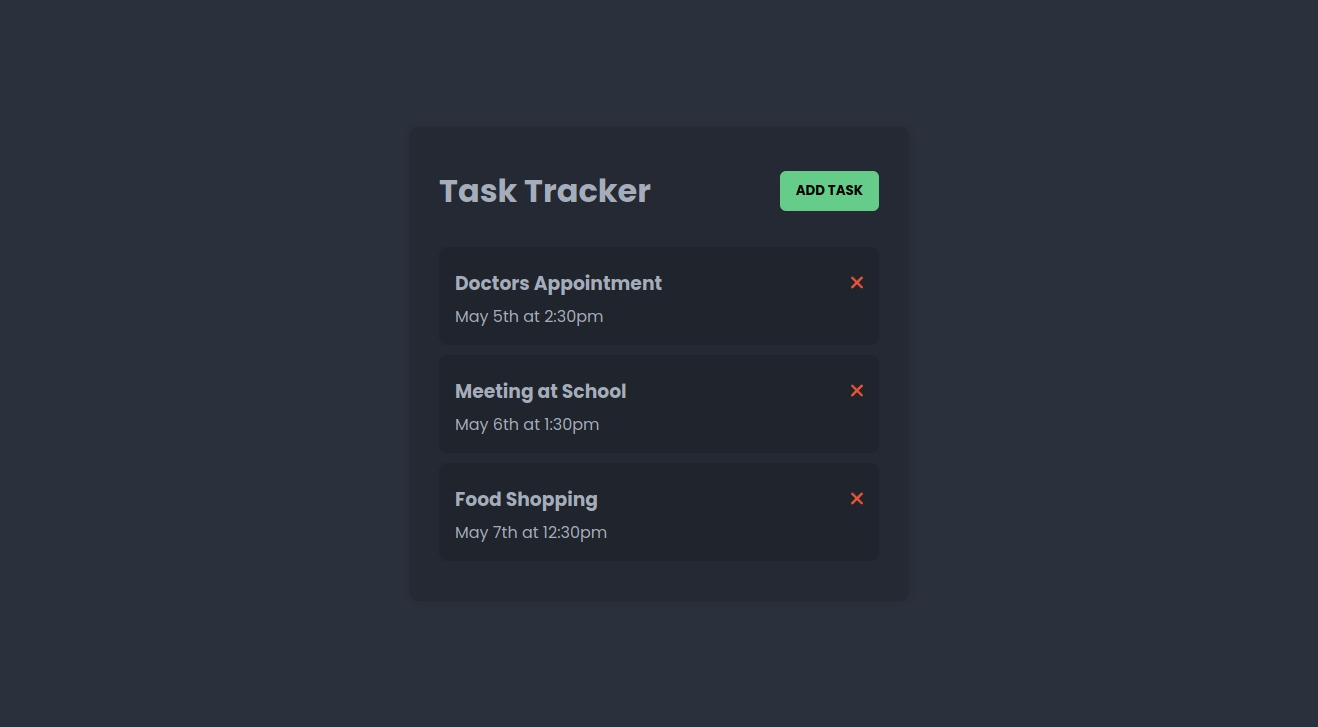 Task Tracker
ADD TASK
Doctors Appointment
May 5th at 2:30pm
Meeting at School
May 6th at 1:30pm
Food Shopping
May 7th at 12:30pm